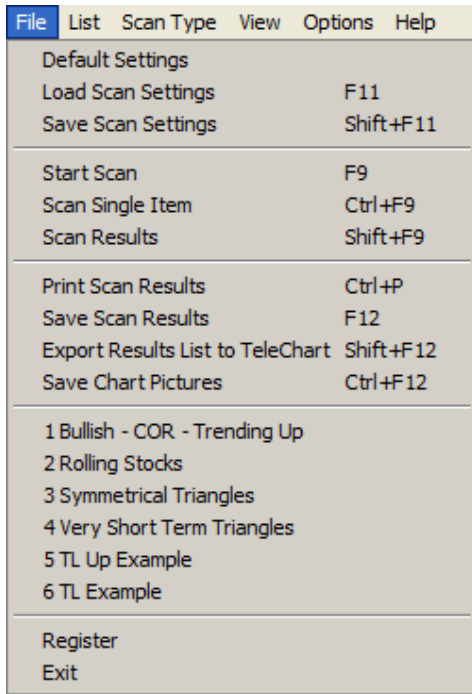 File List Scan Type View Options Help
Default Settings
Load Scan Settings F11
Save Scan Settings Shift+F11
Start Scan F9
Scan Single Item Ctrl+F9
Scan Results Shift+F9
Print Scan Results Ctrl+P
Save Scan Results F12
Export Results List to TeleChart Shift+F12
Save Chart Pictures Ctrl+F12
1 Bullish - COR - Trending Up
2 Rolling Stocks
3 Symmetrical Triangles
4 Very Short Term Triangles
5 TL Up Example
6 TL Example
Register
Exit